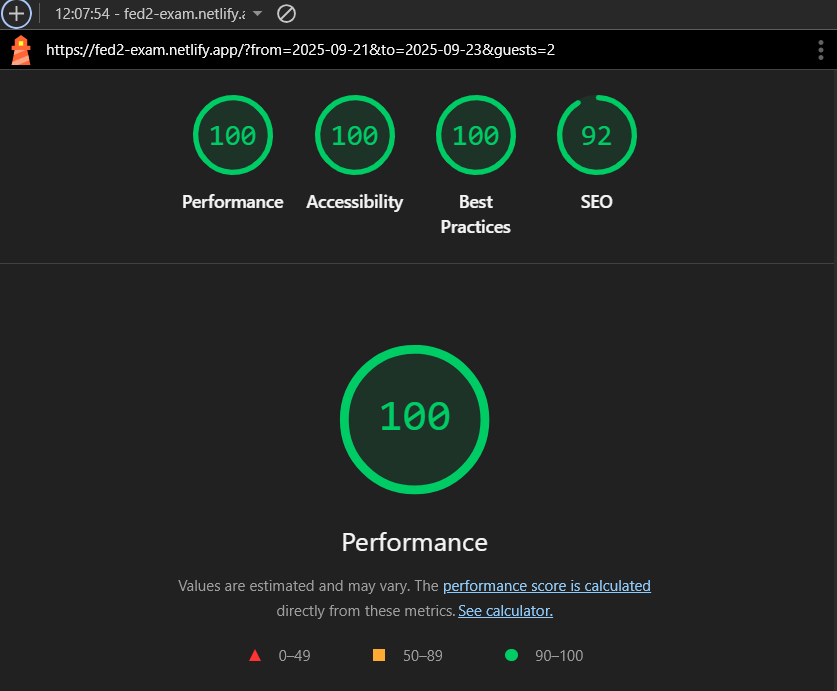 12:07:54 - fed2-exam.netlify.a
https://fed2-exam.netlify.app/?from=2025-09-21&to=2025-09-23&guests=2
100 100 100 92
Performance Accessibility Best Practices SEO
100
Performance
Values are estimated and may vary. The performance score is calculated
directly from these metrics. See calculator.
0–49 50–89 90–100